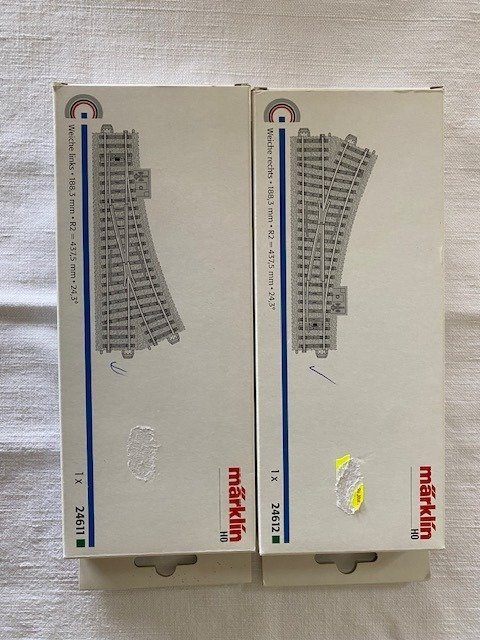 Weiche links • 188,3 mm • R2 = 437,5 mm • 24,3°
1 x
24611
märklin
H0
Weiche rechts • 188,3 mm • R2 = 437,5 mm • 24,3°
1 x
24612
märklin
H0